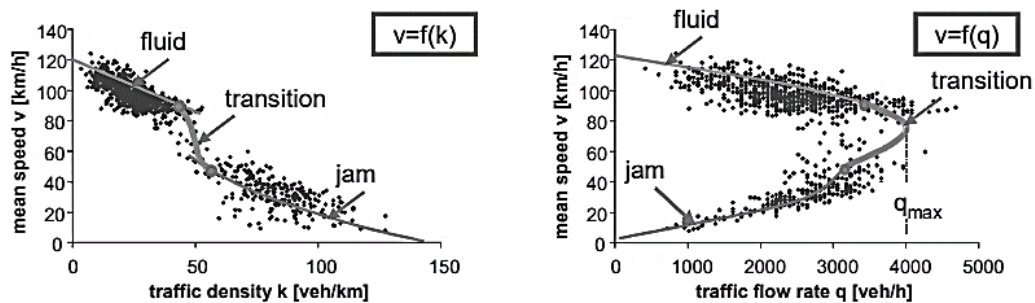 v=f(k)
mean speed v [km/h]
140
120
100
80
60
40
20
0
fluid
transition
jam
0
50
100
150
traffic density k [veh/km]
v=f(q)
mean speed v [km/h]
140
120
100
80
60
40
20
0
fluid
transition
jam
qmax
0
1000
2000
3000
4000
5000
traffic flow rate q [veh/h]